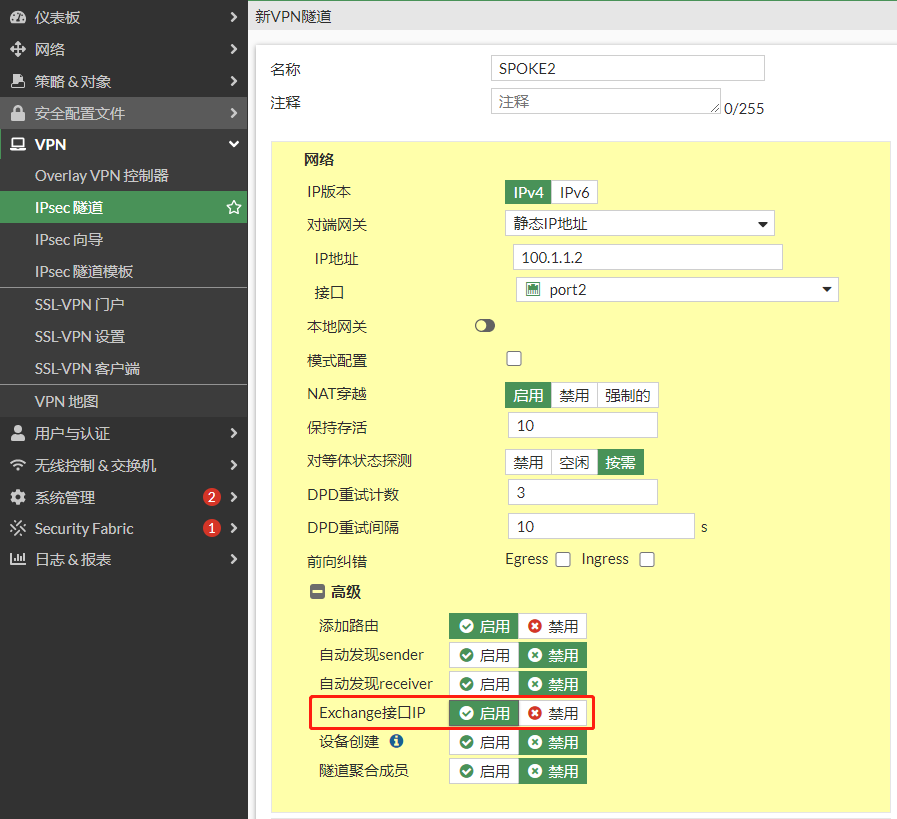 仪表板
网络
策略 & 对象
安全配置文件
VPN
Overlay VPN 控制器
IPsec 隧道
IPsec 向导
IPsec 隧道模板
SSL-VPN 门户
SSL-VPN 设置
SSL-VPN 客户端
VPN 地图
用户与认证
无线控制 & 交换机
系统管理 2
Security Fabric 1
日志 & 报表
新VPN隧道
名称 SPOKE2
注释 注释 0/255
网络
IP版本 IPv4 IPv6
对端网关 静态IP地址
IP地址 100.1.1.2
接口 port2
本地网关
模式配置
NAT穿越 启用 禁用 强制的
保持存活 10
对等体状态探测 禁用 空闲 按需
DPD重试计数 3
DPD重试间隔 10 s
前向纠错 Egress Ingress
高级
添加路由 启用 禁用
自动发现sender 启用 禁用
自动发现receiver 启用 禁用
Exchange接口IP 启用 禁用
设备创建 启用 禁用
隧道聚合成员 启用 禁用